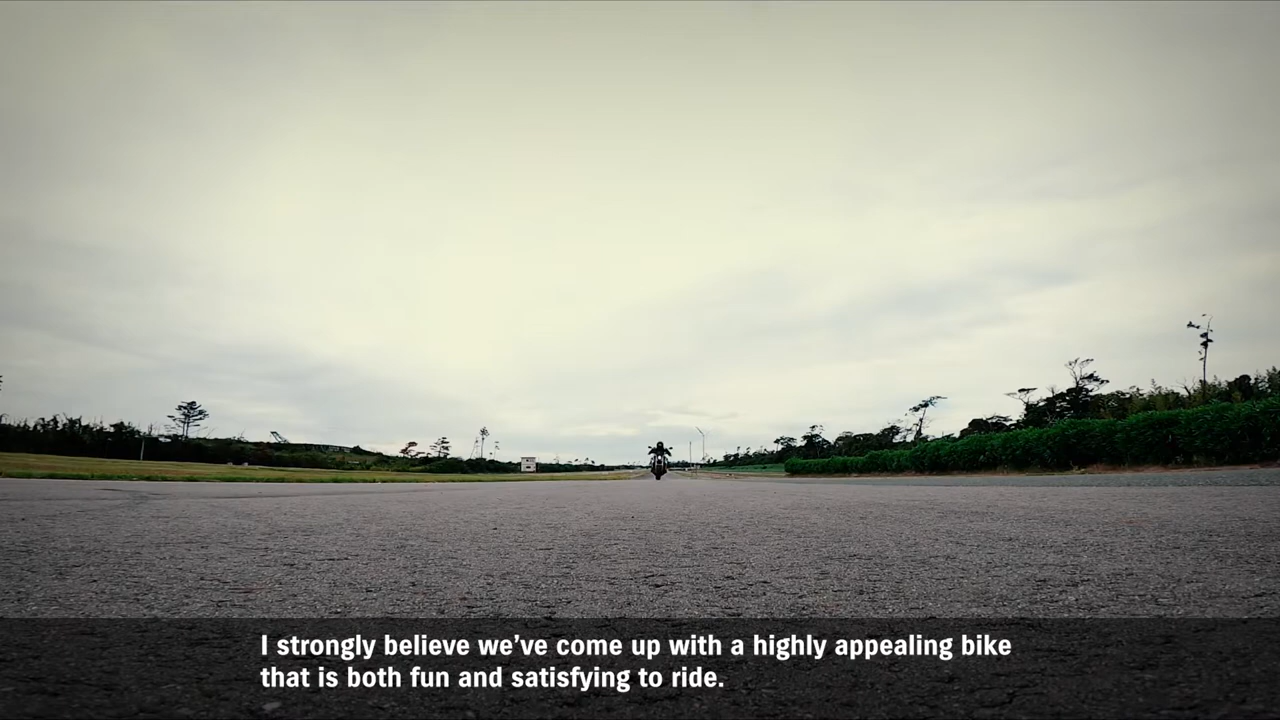 I strongly believe we’ve come up with a highly appealing bike
that is both fun and satisfying to ride.